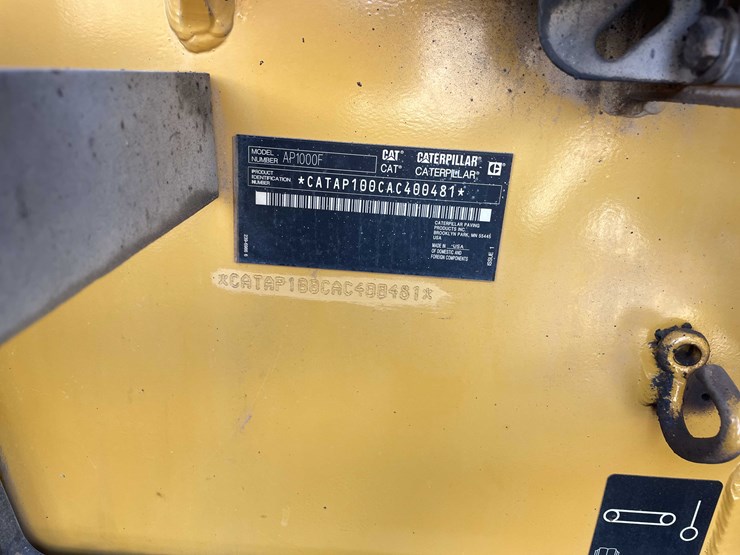 MODEL NUMBER AP1000F
CAT CATERPILLAR
CAT® CATERPILLAR®
PRODUCT IDENTIFICATION NUMBER *CATAP100CAC400481*
CATERPILLAR PAVING
PRODUCTS INC.
BROOKLYN PARK, MN 55445
USA
MADE IN USA
OF DOMESTIC AND
FOREIGN COMPONENTS
ISSUE 1
*CATAP100CAC400481*